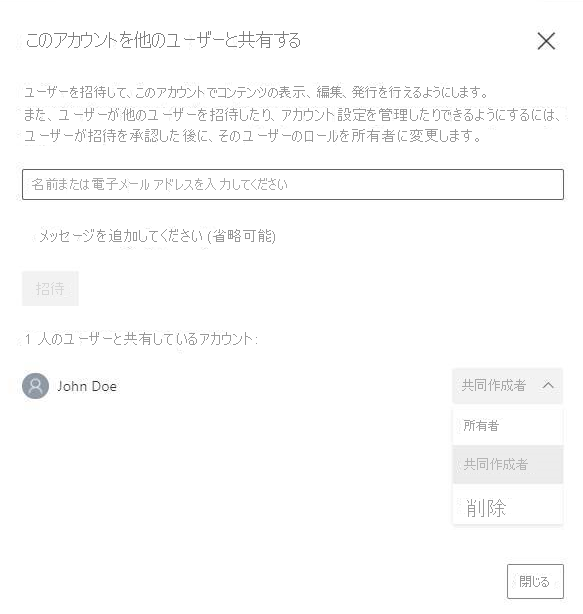 このアカウントを他のユーザーと共有する
ユーザーを招待して、このアカウントでコンテンツの表示、編集、発行を行えるようにします。
また、ユーザーが他のユーザーを招待したり、アカウント設定を管理したりできるようにするには、
ユーザーが招待を承認した後に、そのユーザーのロールを所有者に変更します。
名前または電子メール アドレスを入力してください
メッセージを追加してください (省略可能)
招待
1 人のユーザーと共有しているアカウント:
John Doe
共同作成者
所有者
共同作成者
削除
閉じる